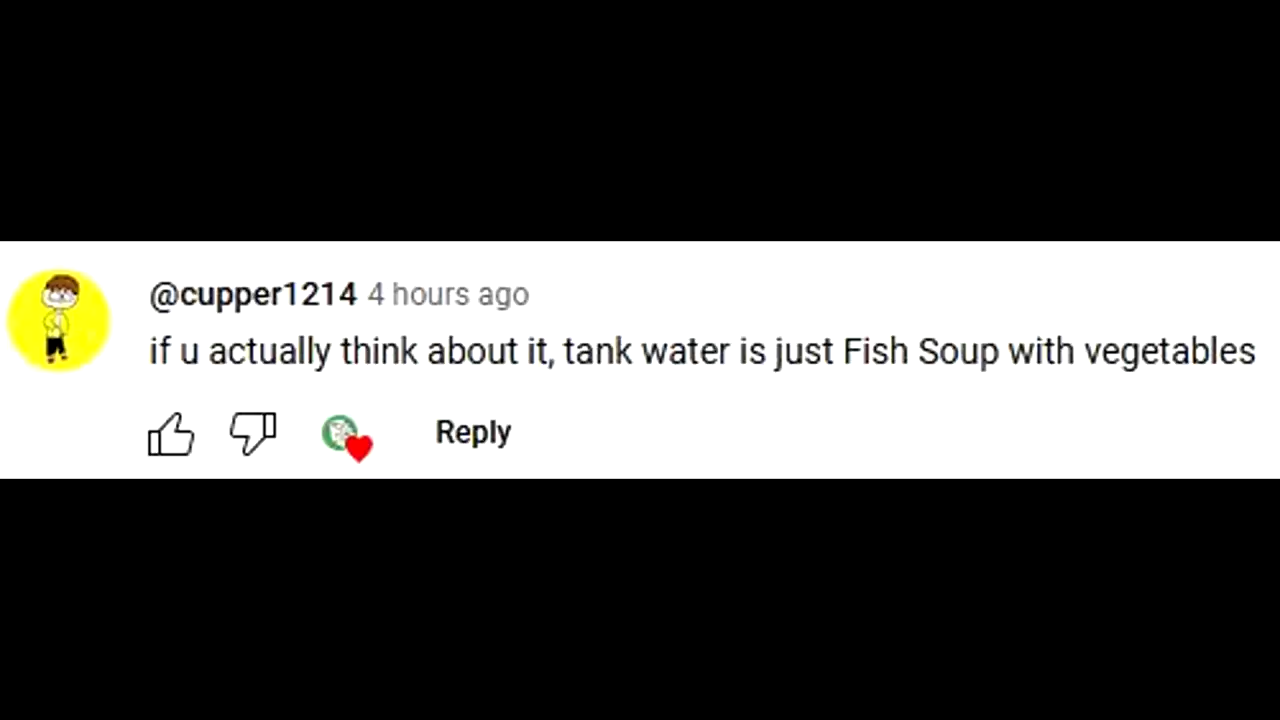 @cupper1214 4 hours ago
if u actually think about it, tank water is just Fish Soup with vegetables
Reply